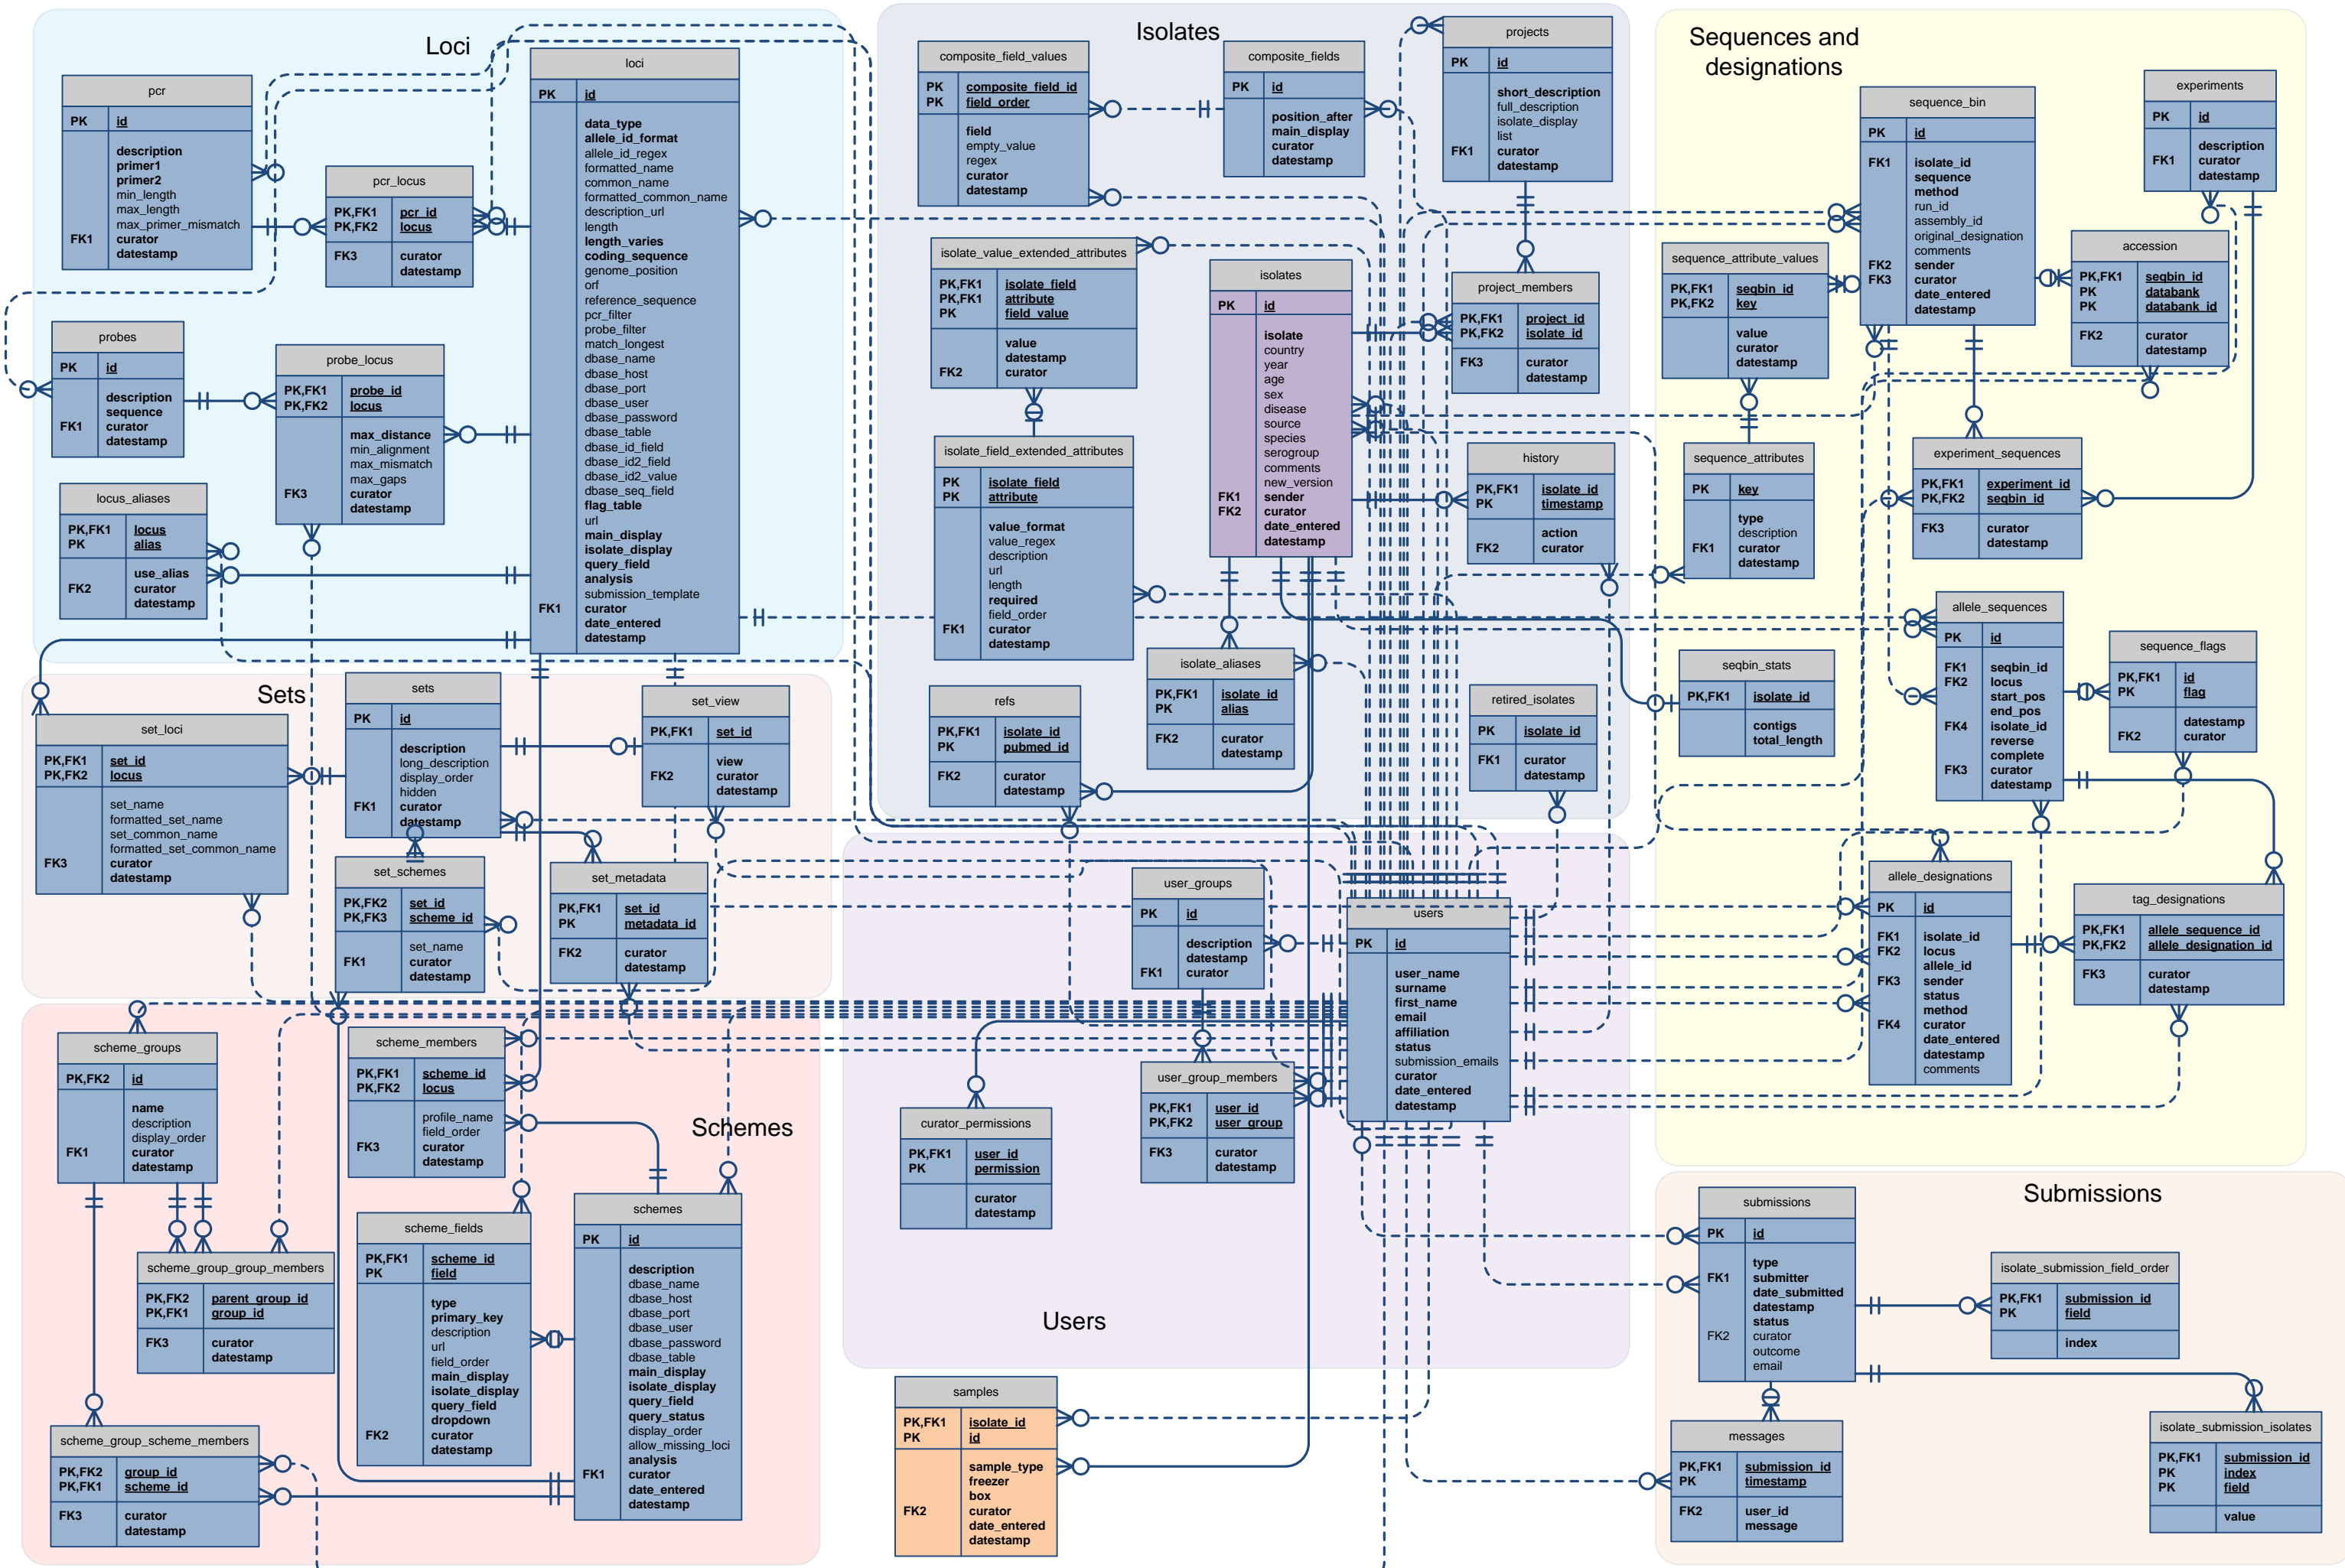 Loci
pcr
PK id
description
primer1
primer2
min_length
max_length
max_primer_mismatch
FK1 curator
datestamp
pcr_locus
PK,FK1 pcr_id
PK,FK2 locus
FK3 curator
datestamp
probes
PK id
description
sequence
FK1 curator
datestamp
probe_locus
PK,FK1 probe_id
PK,FK2 locus
max_distance
min_alignment
max_mismatch
max_gaps
FK3 curator
datestamp
locus_aliases
PK,FK1 locus
PK alias
use_alias
FK2 curator
datestamp
loci
PK id
data_type
allele_id_format
allele_id_regex
formatted_name
common_name
formatted_common_name
description_url
length
length_varies
coding_sequence
genome_position
orf
reference_sequence
pcr_filter
probe_filter
match_longest
dbase_name
dbase_host
dbase_port
dbase_user
dbase_password
dbase_table
dbase_id_field
dbase_id2_field
dbase_id2_value
dbase_seq_field
flag_table
url
main_display
isolate_display
query_field
analysis
submission_template
FK1 curator
date_entered
datestamp
Sets
set_loci
PK,FK1 set_id
PK,FK2 locus
set_name
formatted_set_name
set_common_name
formatted_set_common_name
FK3 curator
datestamp
sets
PK id
description
long_description
display_order
hidden
FK1 curator
datestamp
set_view
PK,FK1 set_id
view
FK2 curator
datestamp
set_schemes
PK,FK2 set_id
PK,FK3 scheme_id
set_name
FK1 curator
datestamp
set_metadata
PK,FK1 set_id
PK metadata_id
FK2 curator
datestamp
Schemes
scheme_groups
PK,FK2 id
name
description
display_order
FK1 curator
datestamp
scheme_members
PK,FK1 scheme_id
PK,FK2 locus
profile_name
field_order
FK3 curator
datestamp
scheme_group_group_members
PK,FK2 parent_group_id
PK,FK1 group_id
FK3 curator
datestamp
scheme_group_scheme_members
PK,FK2 group_id
PK,FK1 scheme_id
FK3 curator
datestamp
scheme_fields
PK,FK1 scheme_id
PK field
type
primary_key
description
url
field_order
main_display
isolate_display
query_field
dropdown
FK2 curator
datestamp
schemes
PK id
description
dbase_name
dbase_host
dbase_port
dbase_user
dbase_password
dbase_table
main_display
isolate_display
query_field
query_status
display_order
allow_missing_loci
analysis
FK1 curator
date_entered
datestamp
Isolates
composite_field_values
PK composite_field_id
PK field_order
field
empty_value
regex
curator
datestamp
composite_fields
PK id
position_after
main_display
curator
datestamp
projects
PK id
short_description
full_description
isolate_display
list
FK1 curator
datestamp
isolate_value_extended_attributes
PK,FK1 isolate_field
PK,FK1 attribute
PK field_value
value
datestamp
FK2 curator
isolates
PK id
isolate
country
year
age
sex
disease
source
species
serogroup
comments
new_version
FK1 sender
FK2 curator
date_entered
datestamp
project_members
PK,FK1 project_id
PK,FK2 isolate_id
FK3 curator
datestamp
isolate_field_extended_attributes
PK isolate_field
PK attribute
value_format
value_regex
description
url
length
required
field_order
FK1 curator
datestamp
history
PK,FK1 isolate_id
PK timestamp
action
FK2 curator
isolate_aliases
PK,FK1 isolate_id
PK alias
FK2 curator
datestamp
refs
PK,FK1 isolate_id
PK pubmed_id
FK2 curator
datestamp
retired_isolates
PK isolate_id
FK1 curator
datestamp
Users
user_groups
PK id
description
datestamp
FK1 curator
users
PK id
user_name
surname
first_name
email
affiliation
status
submission_emails
curator
date_entered
datestamp
user_group_members
PK,FK1 user_id
PK,FK2 user_group
FK3 curator
datestamp
curator_permissions
PK,FK1 user_id
PK permission
curator
datestamp
samples
PK,FK1 isolate_id
PK id
sample_type
freezer
box
FK2 curator
date_entered
datestamp
Sequences and
designations
sequence_bin
PK id
FK1 isolate_id
sequence
method
run_id
assembly_id
original_designation
comments
FK2 sender
FK3 curator
date_entered
datestamp
experiments
PK id
description
FK1 curator
datestamp
sequence_attribute_values
PK,FK1 seqbin_id
PK,FK2 key
value
curator
datestamp
accession
PK,FK1 seqbin_id
PK databank
PK databank_id
FK2 curator
datestamp
sequence_attributes
PK key
type
description
FK1 curator
datestamp
experiment_sequences
PK,FK1 experiment_id
PK,FK2 seqbin_id
FK3 curator
datestamp
seqbin_stats
PK,FK1 isolate_id
contigs
total_length
allele_sequences
PK id
FK1 seqbin_id
FK2 locus
start_pos
end_pos
FK4 isolate_id
reverse
complete
FK3 curator
datestamp
sequence_flags
PK,FK1 id
PK flag
datestamp
FK2 curator
allele_designations
PK id
FK1 isolate_id
FK2 locus
allele_id
FK3 sender
status
method
FK4 curator
date_entered
datestamp
comments
tag_designations
PK,FK1 allele_sequence_id
PK,FK2 allele_designation_id
FK3 curator
datestamp
Submissions
submissions
PK id
type
FK1 submitter
date_submitted
datestamp
status
FK2 curator
outcome
email
isolate_submission_field_order
PK,FK1 submission_id
PK field
index
messages
PK,FK1 submission_id
PK timestamp
FK2 user_id
message
isolate_submission_isolates
PK,FK1 submission_id
PK index
PK field
value